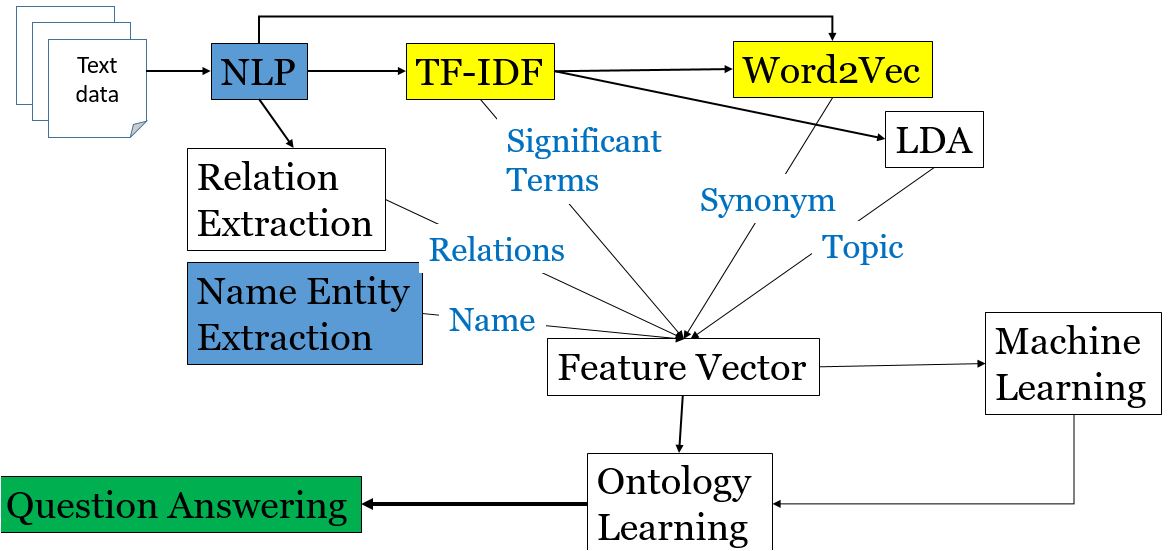 Text
data
NLP
TF-IDF
Word2Vec
LDA
Significant
Terms
Relation
Extraction
Synonym
Relations
Topic
Name Entity
Extraction
Name
Feature Vector
Machine
Learning
Ontology
Learning
Question Answering